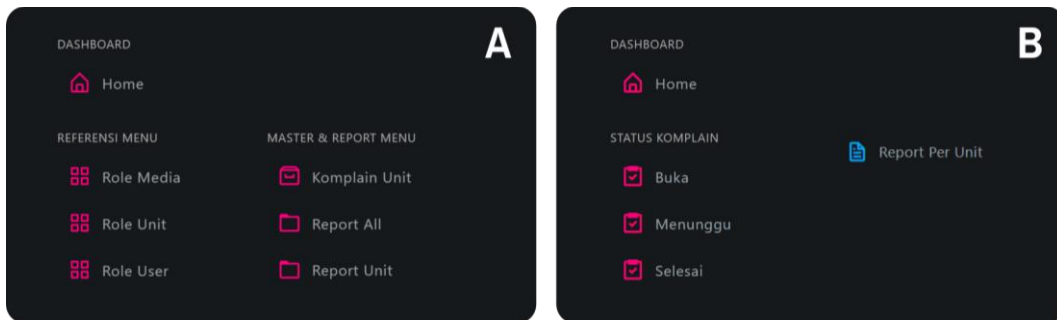 A
DASHBOARD
Home
REFERENSI MENU
Role Media
Role Unit
Role User
MASTER & REPORT MENU
Komplain Unit
Report All
Report Unit
B
DASHBOARD
Home
STATUS KOMPLAIN
Buka
Menunggu
Selesai
Report Per Unit